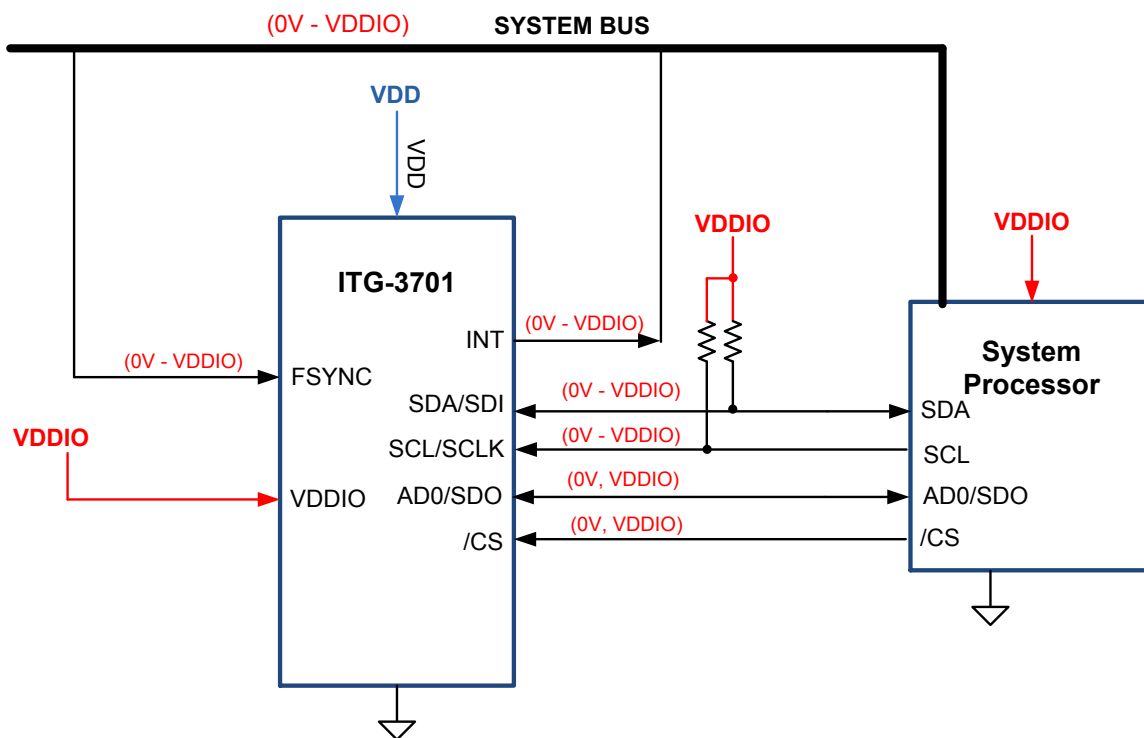 (0V - VDDIO)
SYSTEM BUS
VDD
VDD
VDDIO
VDDIO
ITG-3701
INT
(0V - VDDIO)
System
Processor
(0V - VDDIO)
FSYNC
SDA/SDI
(0V - VDDIO)
SDA
VDDIO
SCL/SCLK
(0V - VDDIO)
SCL
VDDIO
AD0/SDO
(0V, VDDIO)
AD0/SDO
/CS
(0V, VDDIO)
/CS